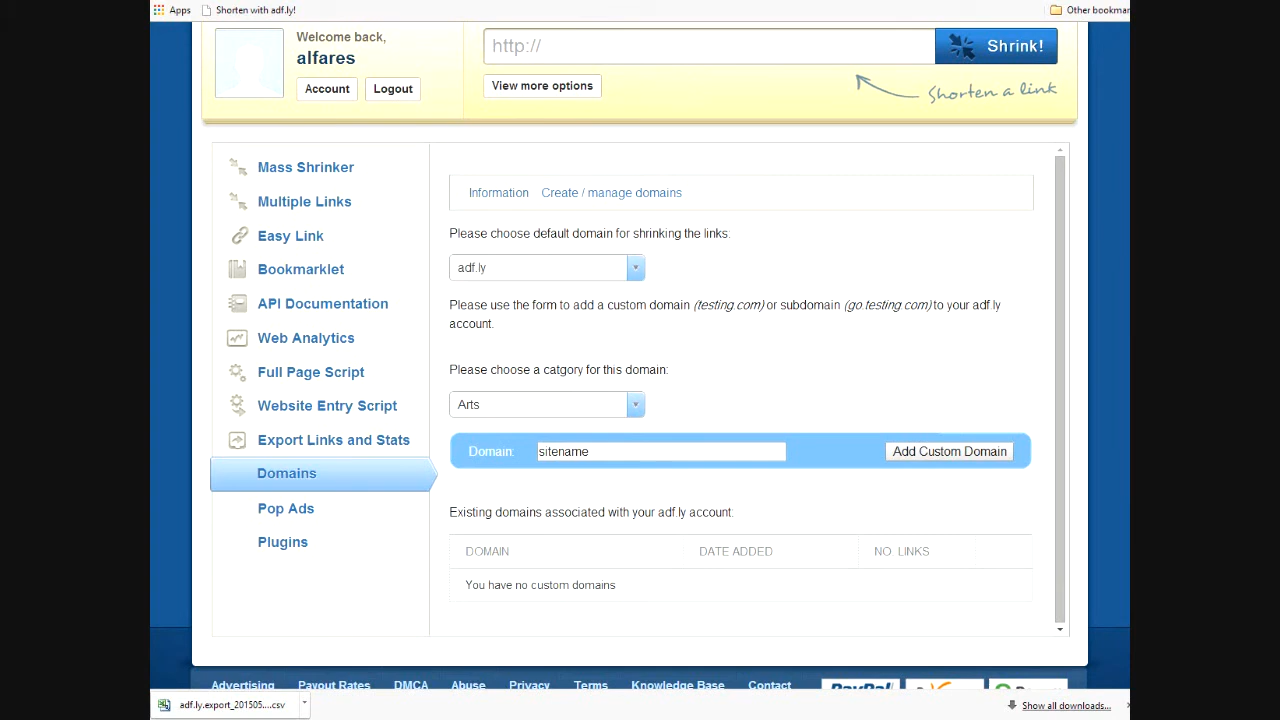 Apps Shorten with adf.ly! Other bookmar
Welcome back,
alfares
Account Logout
http:// Shrink!
View more options
Shorten a link
Mass Shrinker
Multiple Links
Easy Link
Bookmarklet
API Documentation
Web Analytics
Full Page Script
Website Entry Script
Export Links and Stats
Domains
Pop Ads
Plugins
Information Create / manage domains
Please choose default domain for shrinking the links:
adf.ly
Please use the form to add a custom domain (testing.com) or subdomain (go.testing.com) to your adf.ly
account.
Please choose a catgory for this domain:
Arts
Domain: sitename Add Custom Domain
Existing domains associated with your adf.ly account:
DOMAIN DATE ADDED NO. LINKS
You have no custom domains
Advertising Payout Rates DMCA Abuse Privacy Terms Knowledge Base Contact
PayPal
adf.ly.export_201505....csv Show all downloads...